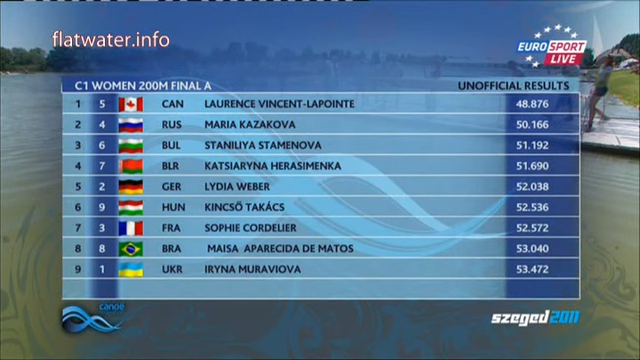 flatwater.info
EUROSPORT
LIVE
C1 WOMEN 200M FINAL A UNOFFICIAL RESULTS
1 5 CAN LAURENCE VINCENT-LAPOINTE 48.876
2 4 RUS MARIA KAZAKOVA 50.166
3 6 BUL STANILIYA STAMENOVA 51.192
4 7 BLR KATSIARYNA HERASIMENKA 51.690
5 2 GER LYDIA WEBER 52.038
6 9 HUN KINCSŐ TAKÁCS 52.536
7 3 FRA SOPHIE CORDELIER 52.572
8 8 BRA MAISA APARECIDA DE MATOS 53.040
9 1 UKR IRYNA MURAVIOVA 53.472
canoe
szeged2011